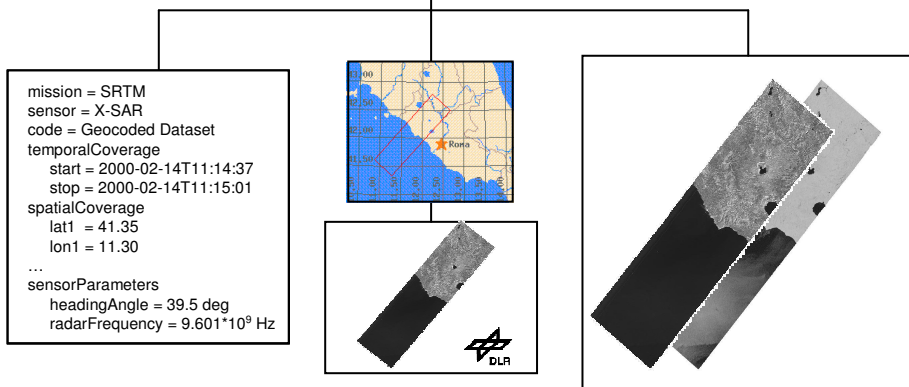 mission = SRTM
sensor = X-SAR
code = Geocoded Dataset
temporalCoverage
start = 2000-02-14T11:14:37
stop = 2000-02-14T11:15:01
spatialCoverage
lat1 = 41.35
lon1 = 11.30
...
sensorParameters
headingAngle = 39.5 deg
radarFrequency = 9.601*10⁹ Hz
Roma
DLR